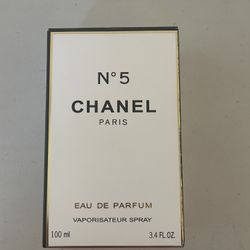 N°5
CHANEL
PARIS
EAU DE PARFUM
VAPORISATEUR SPRAY
100 ml 3.4 FL.OZ.